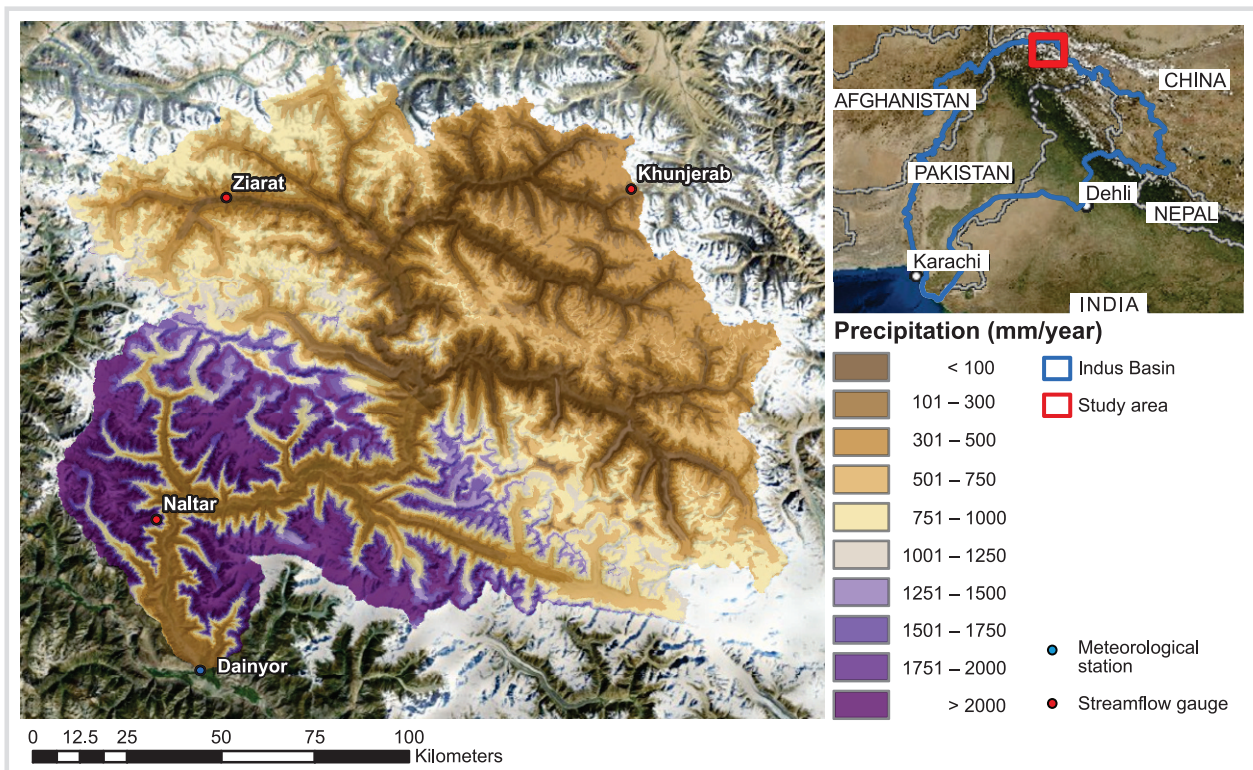 Ziarat
Khunjerab
Naltar
Dainyor
0 12.5 25 50 75 100
Kilometers
CHINA
AFGHANISTAN
PAKISTAN
Dehli
NEPAL
Karachi
INDIA
Precipitation (mm/year)
< 100
101 – 300
301 – 500
501 – 750
751 – 1000
1001 – 1250
1251 – 1500
1501 – 1750
1751 – 2000
> 2000
Indus Basin
Study area
Meteorological
station
Streamflow gauge